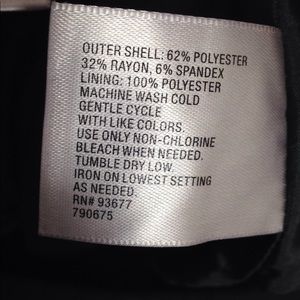 OUTER SHELL: 62% POLYESTER
32% RAYON, 6% SPANDEX
LINING: 100% POLYESTER
MACHINE WASH COLD
GENTLE CYCLE
WITH LIKE COLORS.
USE ONLY NON-CHLORINE
BLEACH WHEN NEEDED.
TUMBLE DRY LOW.
IRON ON LOWEST SETTING
AS NEEDED.
RN# 93677
790675